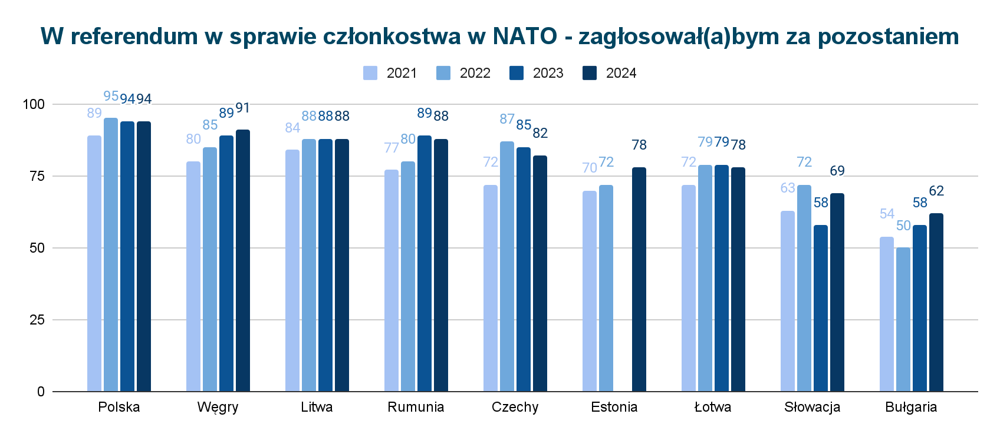 W referendum w sprawie członkostwa w NATO - zagłosował(a)bym za pozostaniem
2021 2022 2023 2024
100
75
50
25
0
89 95 94 94
80 85 89 91
84 88 88 88
77 80 89 88
72 87 85 82
70 72 78
72 79 79 78
63 72 58 69
54 50 58 62
Polska Węgry Litwa Rumunia Czechy Estonia Łotwa Słowacja Bułgaria